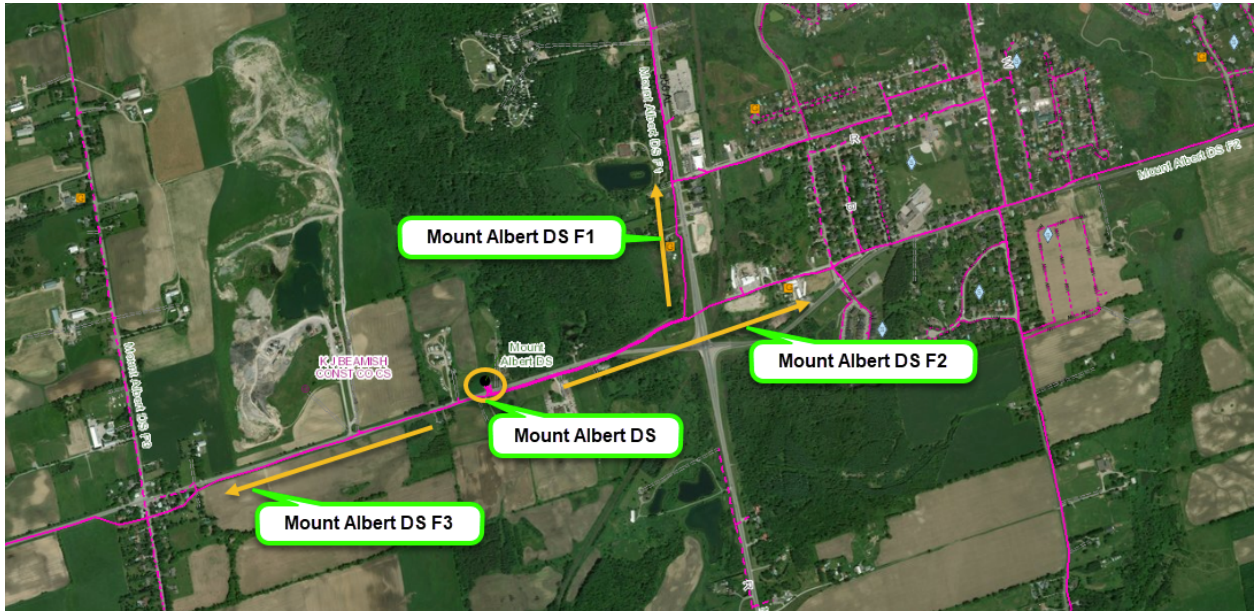 Mount Albert DS F1
Mount Albert DS F2
Mount Albert DS F1
Mount Albert DS F2
Mount
Albert DS
K J BEAMISH
CONST CO CS
Mount Albert DS F3
Mount Albert DS
Mount Albert DS F3